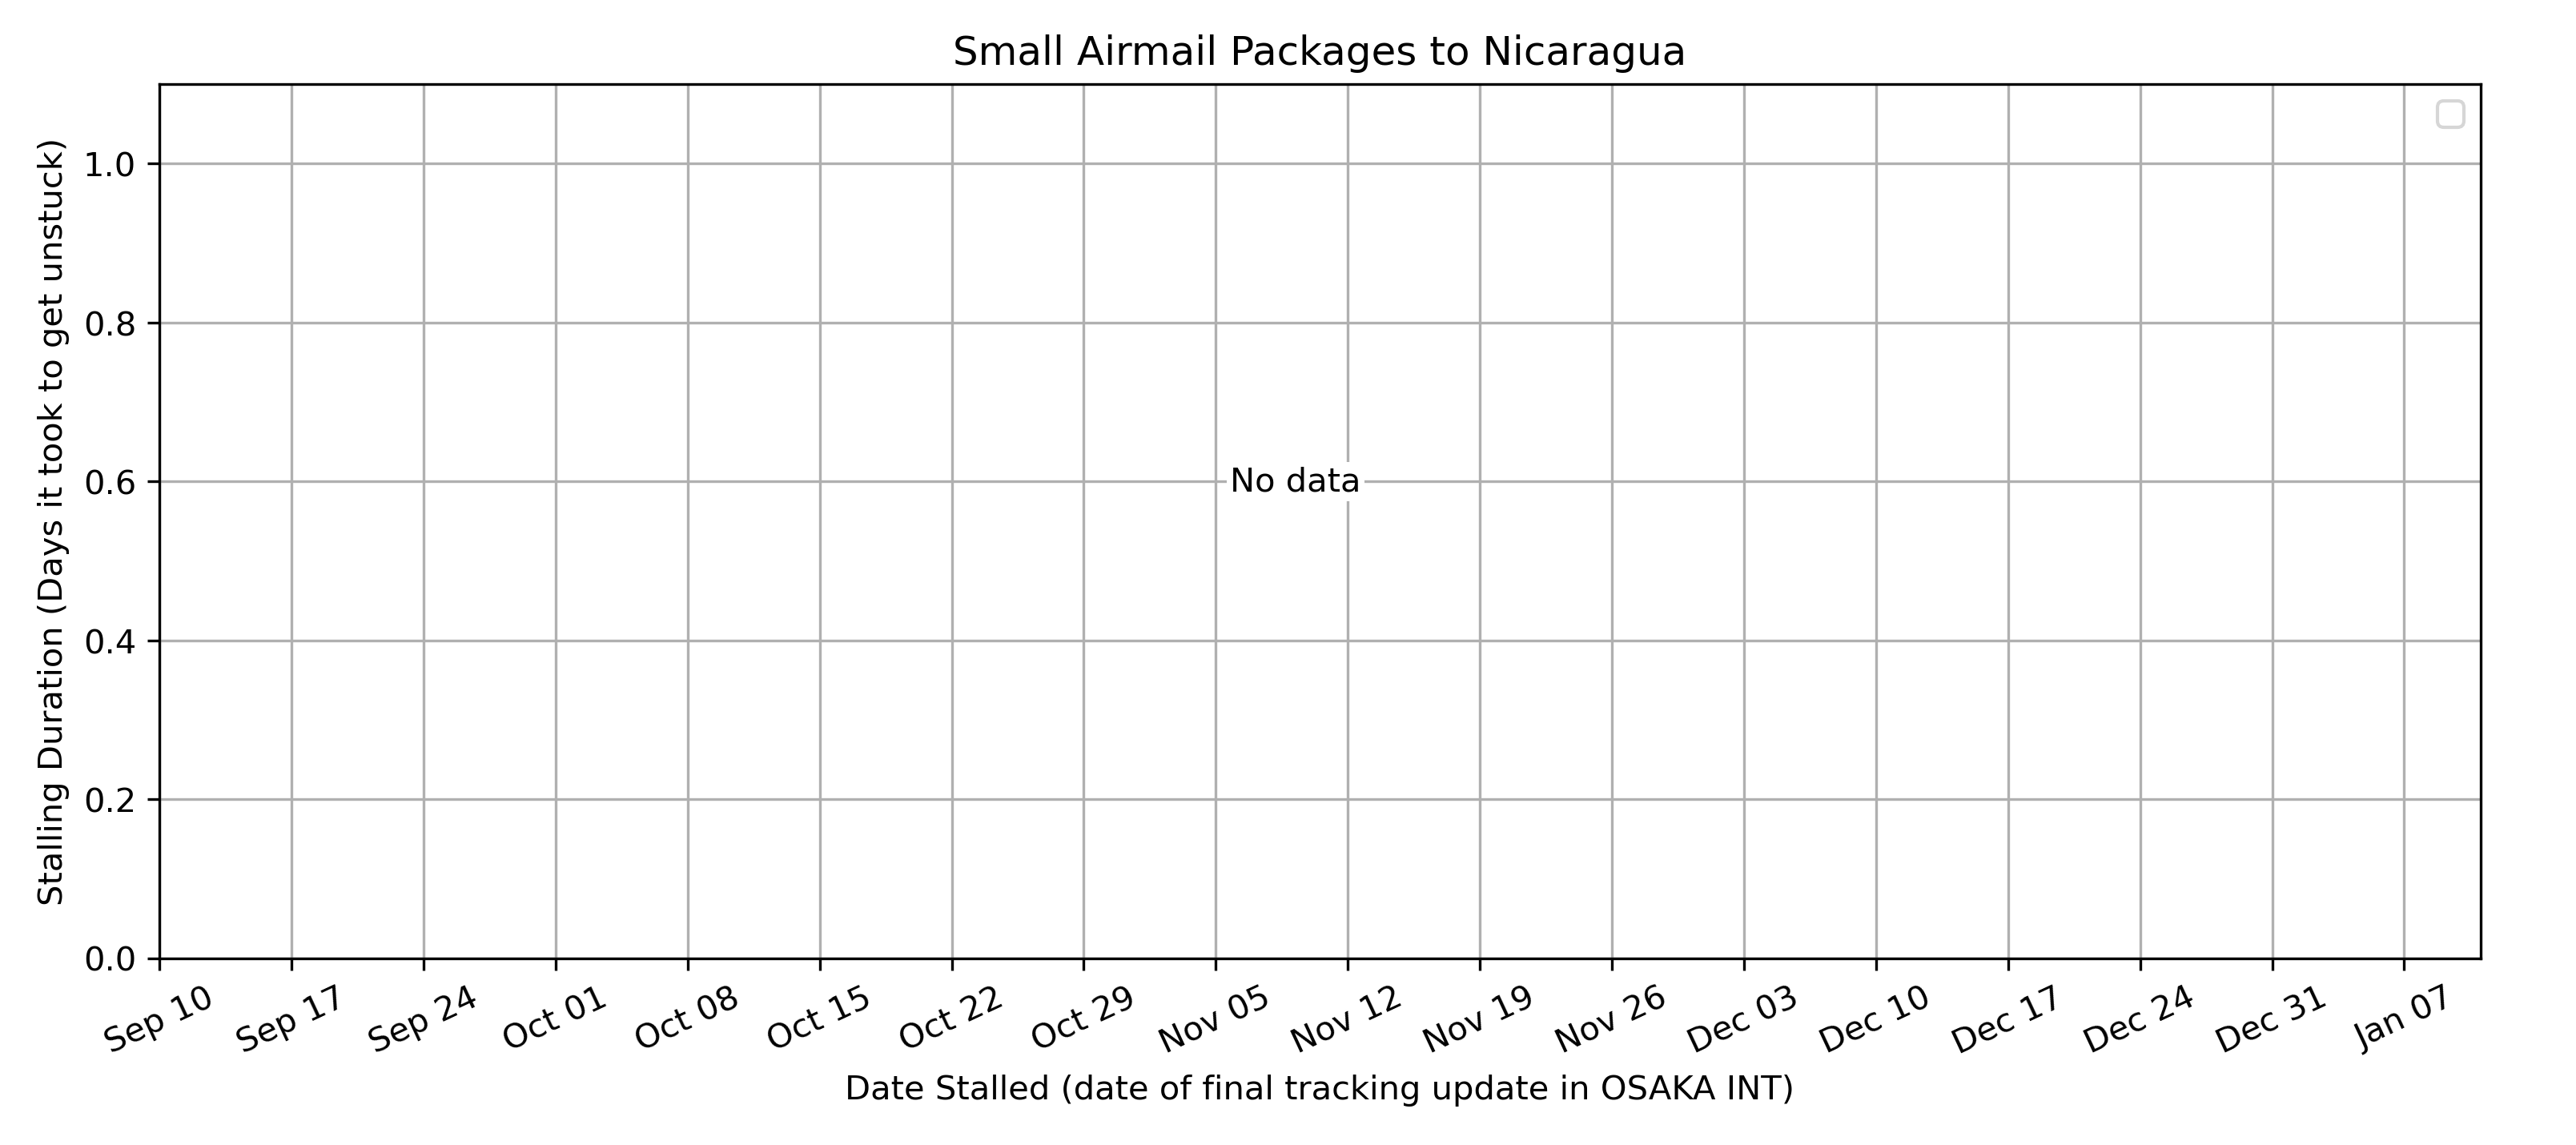 Small Airmail Packages to Nicaragua
Stalling Duration (Days it took to get unstuck)
1.0
0.8
0.6
0.4
0.2
0.0
No data
Sep 10 Sep 17 Sep 24 Oct 01 Oct 08 Oct 15 Oct 22 Oct 29 Nov 05 Nov 12 Nov 19 Nov 26 Dec 03 Dec 10 Dec 17 Dec 24 Dec 31 Jan 07
Date Stalled (date of final tracking update in OSAKA INT)